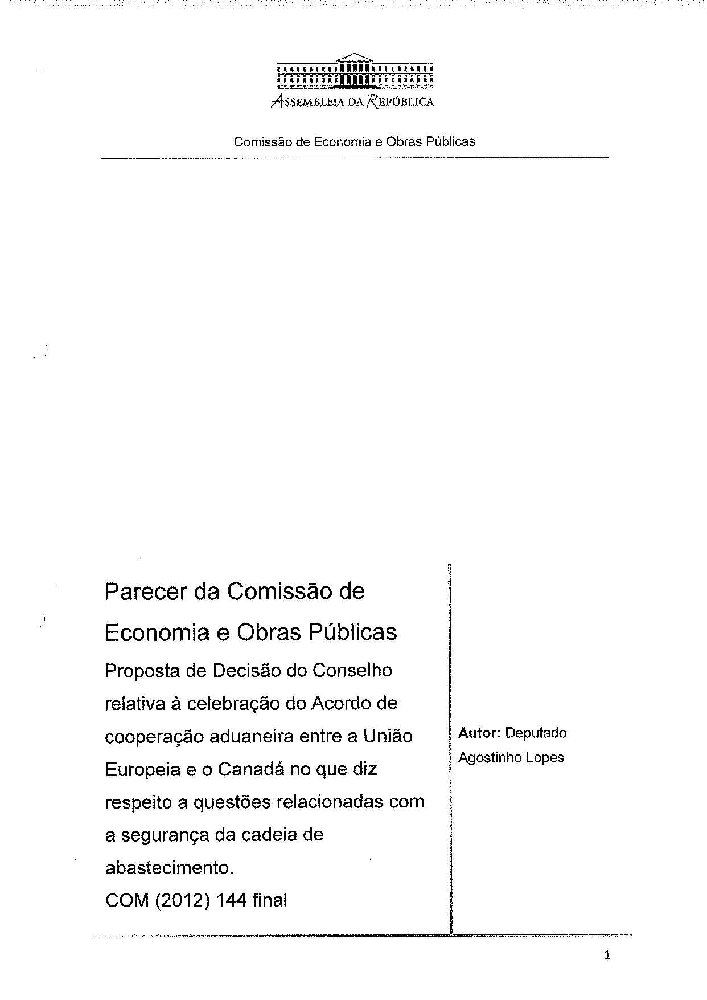 ASSEMBLEIA DA REPÚBLICA
Comissão de Economia e Obras Públicas
Parecer da Comissão de
Economia e Obras Públicas
Proposta de Decisão do Conselho
relativa à celebração do Acordo de
cooperação aduaneira entre a União
Europeia e o Canadá no que diz
respeito a questões relacionadas com
a segurança da cadeia de
abastecimento.
COM (2012) 144 final
Autor: Deputado
Agostinho Lopes
1